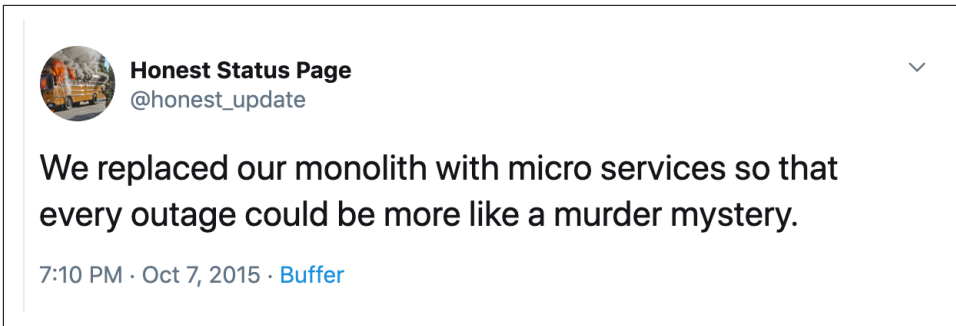 Honest Status Page
@honest_update
We replaced our monolith with micro services so that
every outage could be more like a murder mystery.
7:10 PM · Oct 7, 2015 · Buffer